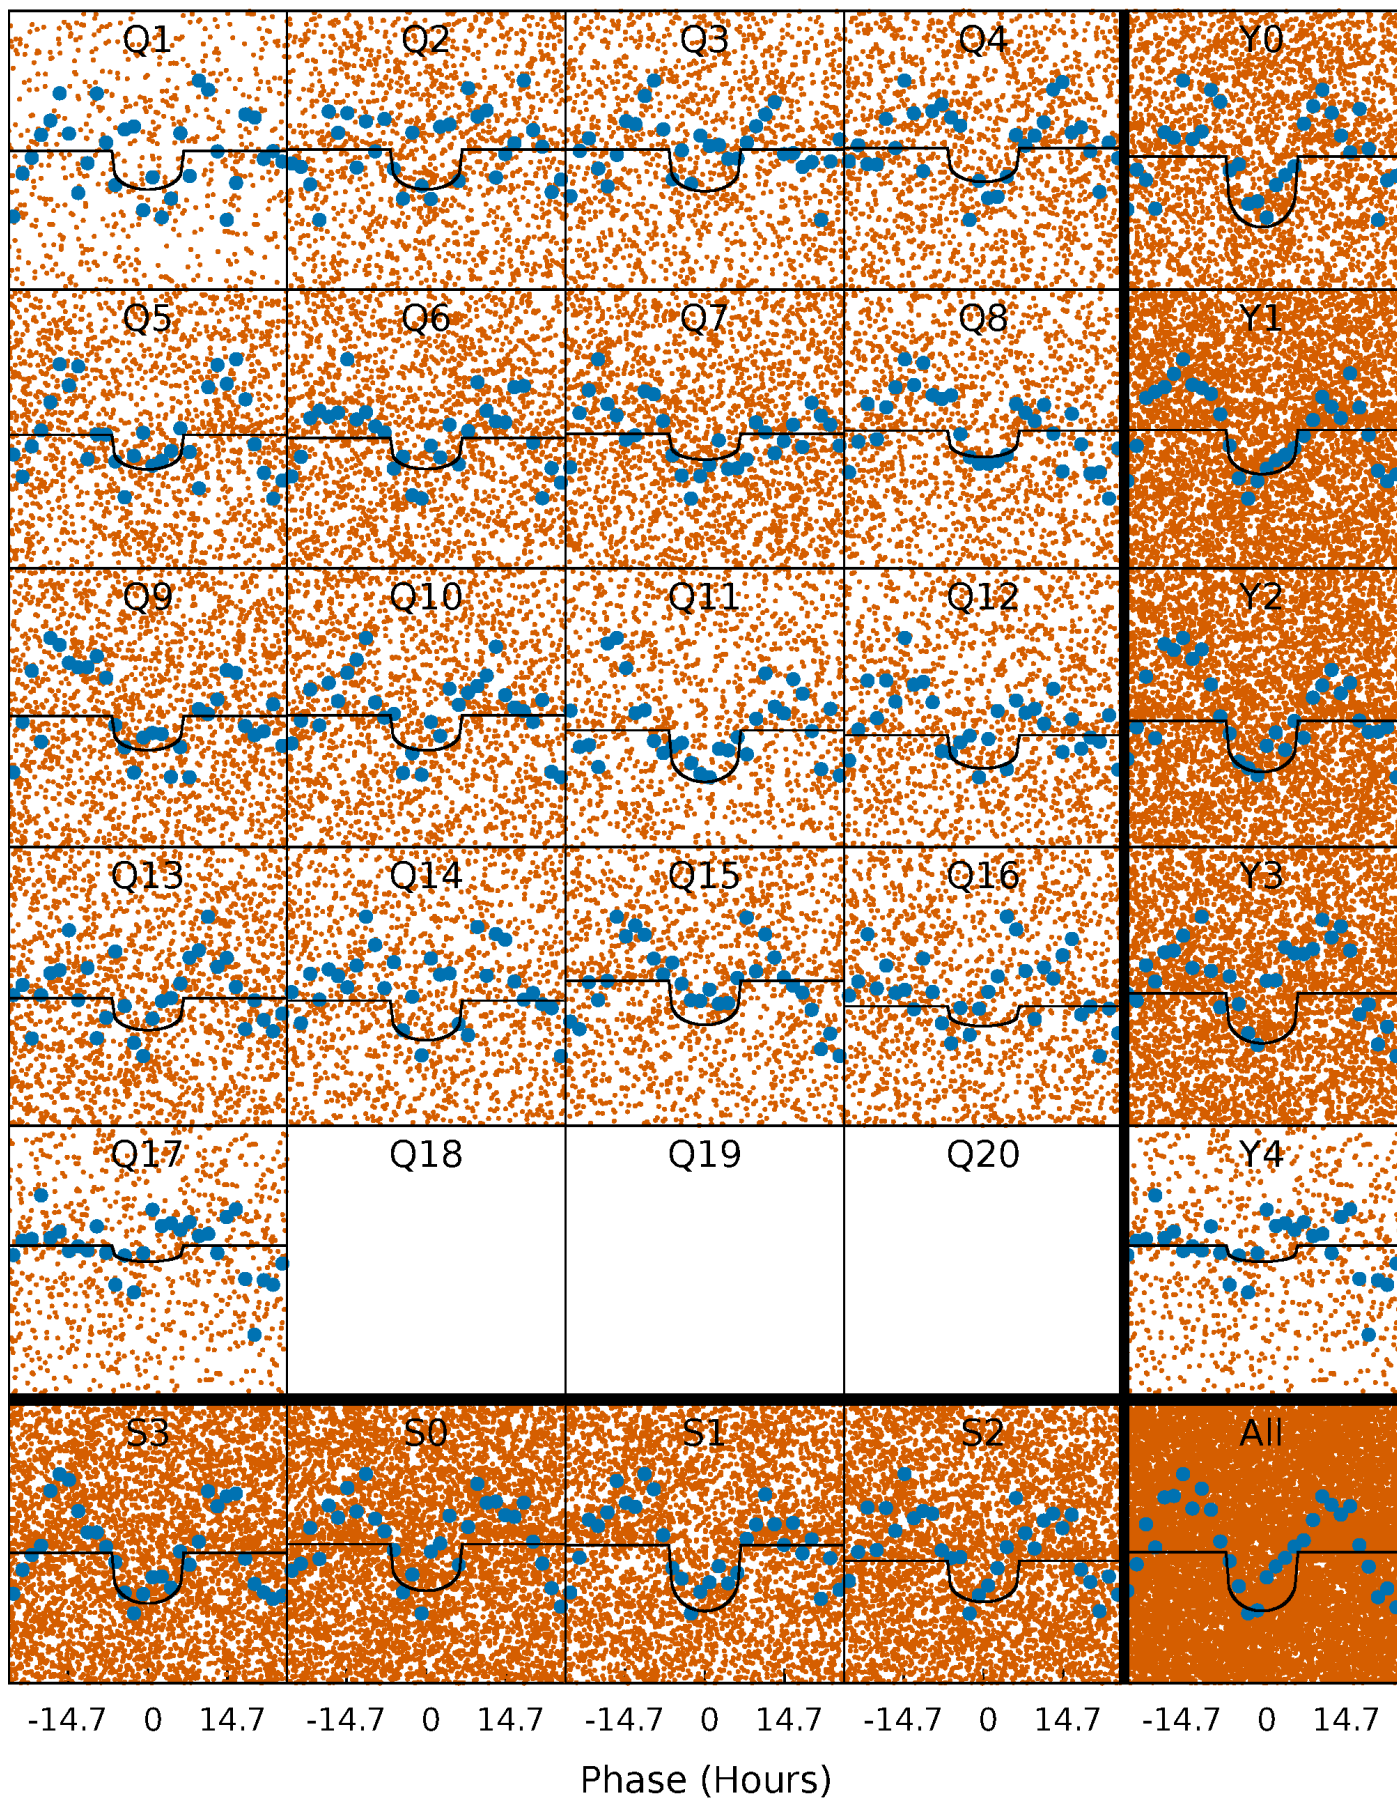 Q1 Q2 Q3 Q4 Y0
Q5 Q6 Q7 Q8 Y1
Q9 Q10 Q11 Q12 Y2
Q13 Q14 Q15 Q16 Y3
Q17 Q18 Q19 Q20 Y4
S3 S0 S1 S2 All
-14.7 0 14.7 -14.7 0 14.7 -14.7 0 14.7 -14.7 0 14.7 -14.7 0 14.7
Phase (Hours)